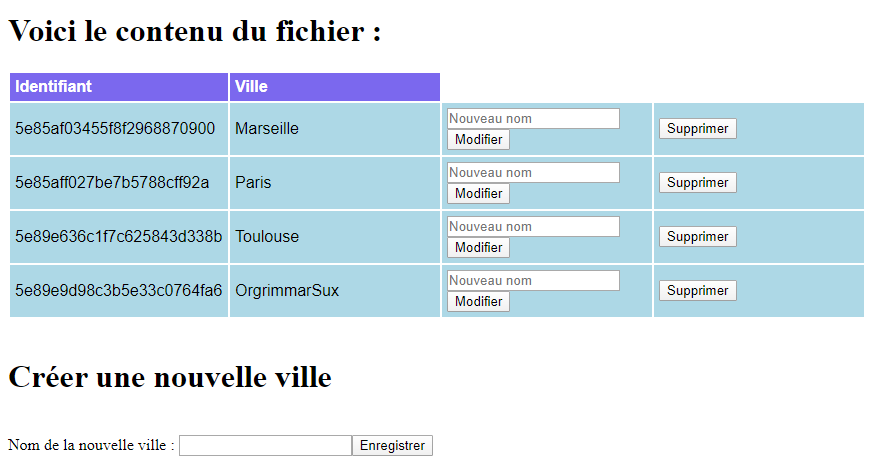 Voici le contenu du fichier :
Identifiant Ville
5e85af03455f8f2968870900 Marseille Nouveau nom Modifier Supprimer
5e85aff027be7b5788cff92a Paris Nouveau nom Modifier Supprimer
5e89e636c1f7c625843d338b Toulouse Nouveau nom Modifier Supprimer
5e89e9d98c3b5e33c0764fa6 OrgrimmarSux Nouveau nom Modifier Supprimer
Créer une nouvelle ville
Nom de la nouvelle ville : Enregistrer